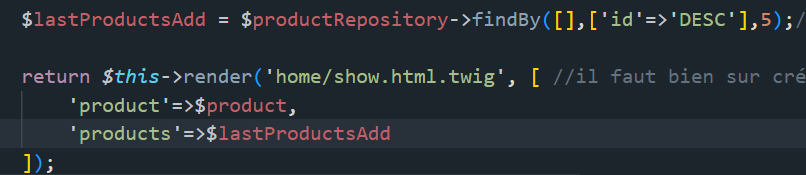 $lastProductsAdd = $productRepository->findBy([],['id'=>'DESC'],5);/
return $this->render('home/show.html.twig', [ //il faut bien sur cré
'product'=>$product,
'products'=>$lastProductsAdd
]);